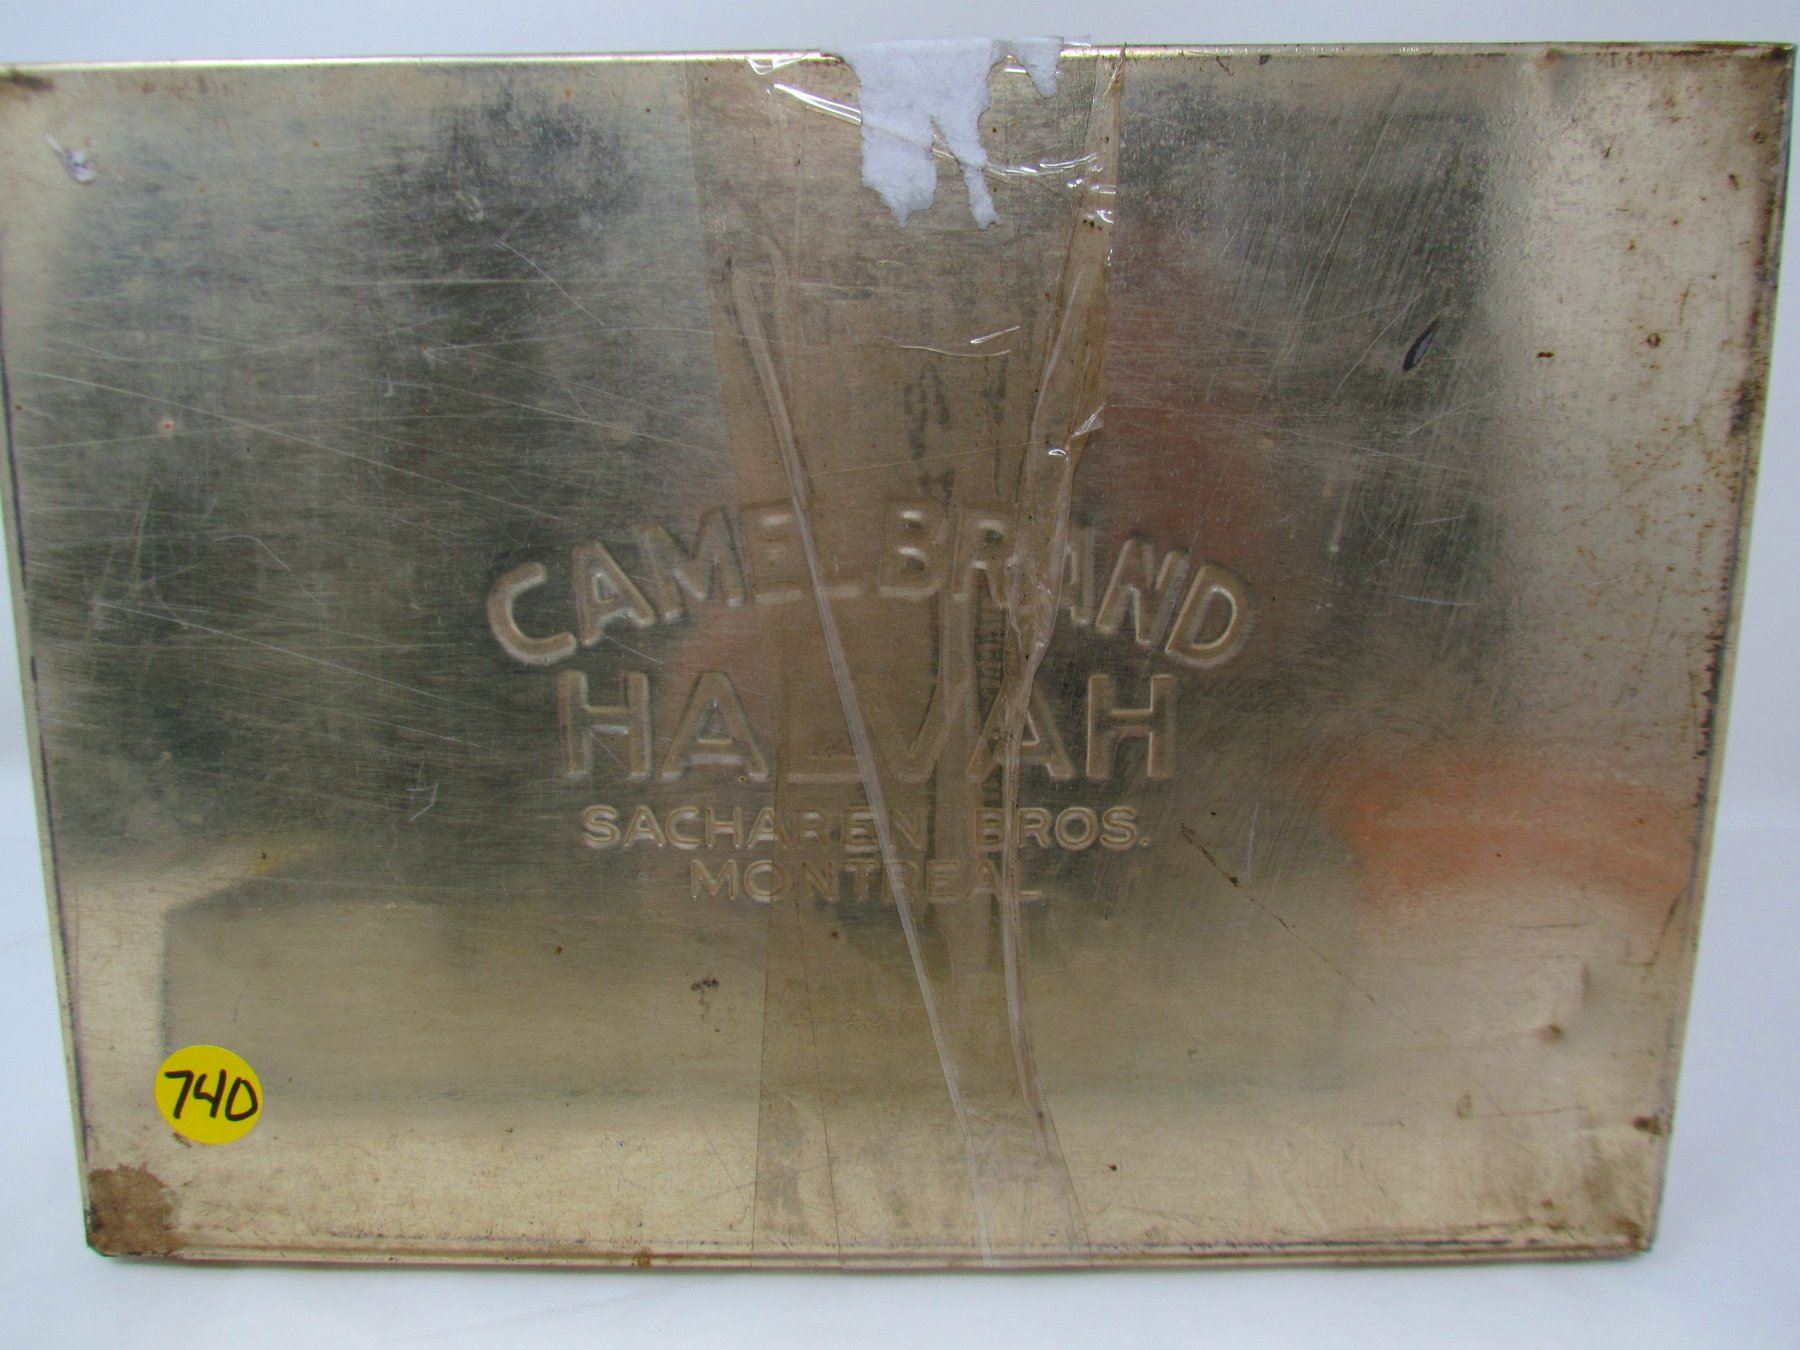 CAMEL BRAND
HALVAH
SACHAREN BROS.
MONTREAL
740